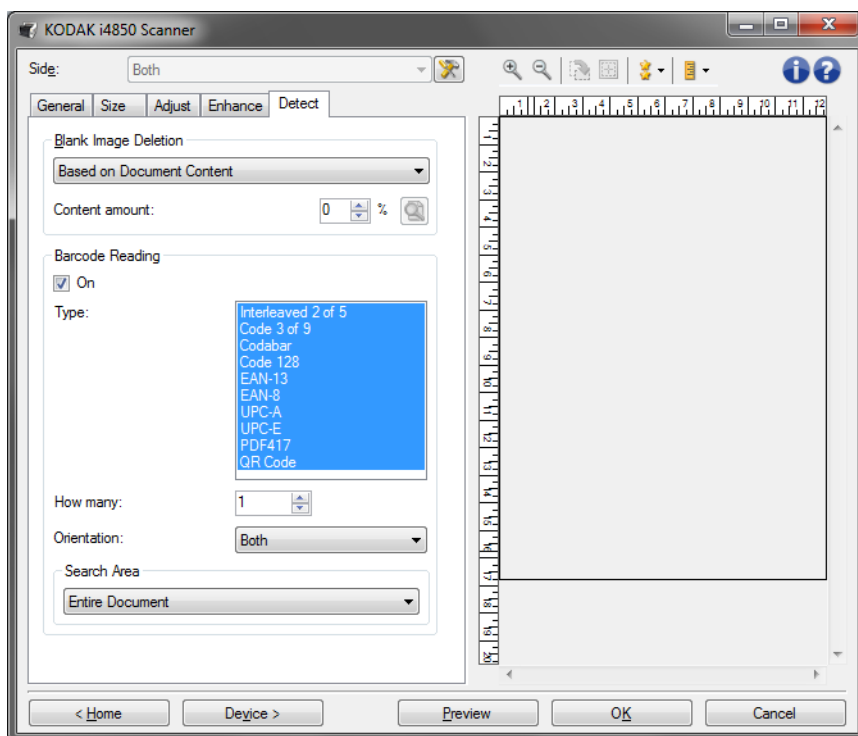 KODAK i4850 Scanner
Side: Both
General Size Adjust Enhance Detect
Blank Image Deletion
Based on Document Content
Content amount: 0 %
Barcode Reading
On
Type:
Interleaved 2 of 5
Code 3 of 9
Codabar
Code 128
EAN-13
EAN-8
UPC-A
UPC-E
PDF417
QR Code
How many: 1
Orientation: Both
Search Area
Entire Document
1 2 3 4 5 6 7 8 9 10 11 12
1
2
3
4
5
6
7
8
9
10
11
12
13
14
15
16
17
18
19
20
< Home Device > Preview OK Cancel